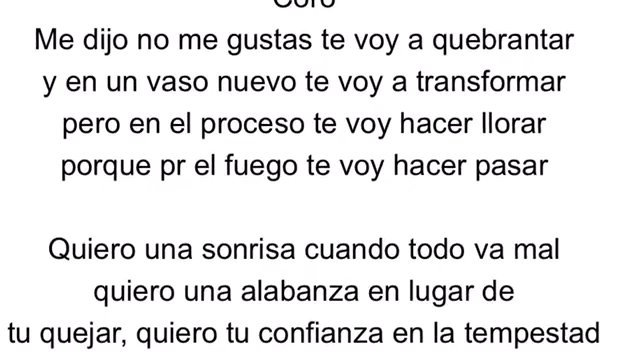 Coro
Me dijo no me gustas te voy a quebrantar
y en un vaso nuevo te voy a transformar
pero en el proceso te voy hacer llorar
porque pr el fuego te voy hacer pasar
Quiero una sonrisa cuando todo va mal
quiero una alabanza en lugar de
tu quejar, quiero tu confianza en la tempestad